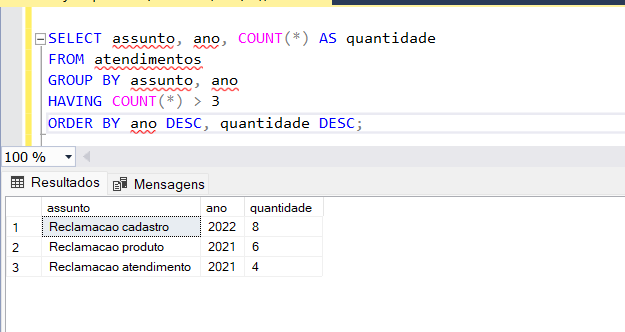 SELECT assunto, ano, COUNT(*) AS quantidade
FROM atendimentos
GROUP BY assunto, ano
HAVING COUNT(*) > 3
ORDER BY ano DESC, quantidade DESC;
100 %
Resultados Mensagens
assunto ano quantidade
1 Reclamacao cadastro 2022 8
2 Reclamacao produto 2021 6
3 Reclamacao atendimento 2021 4